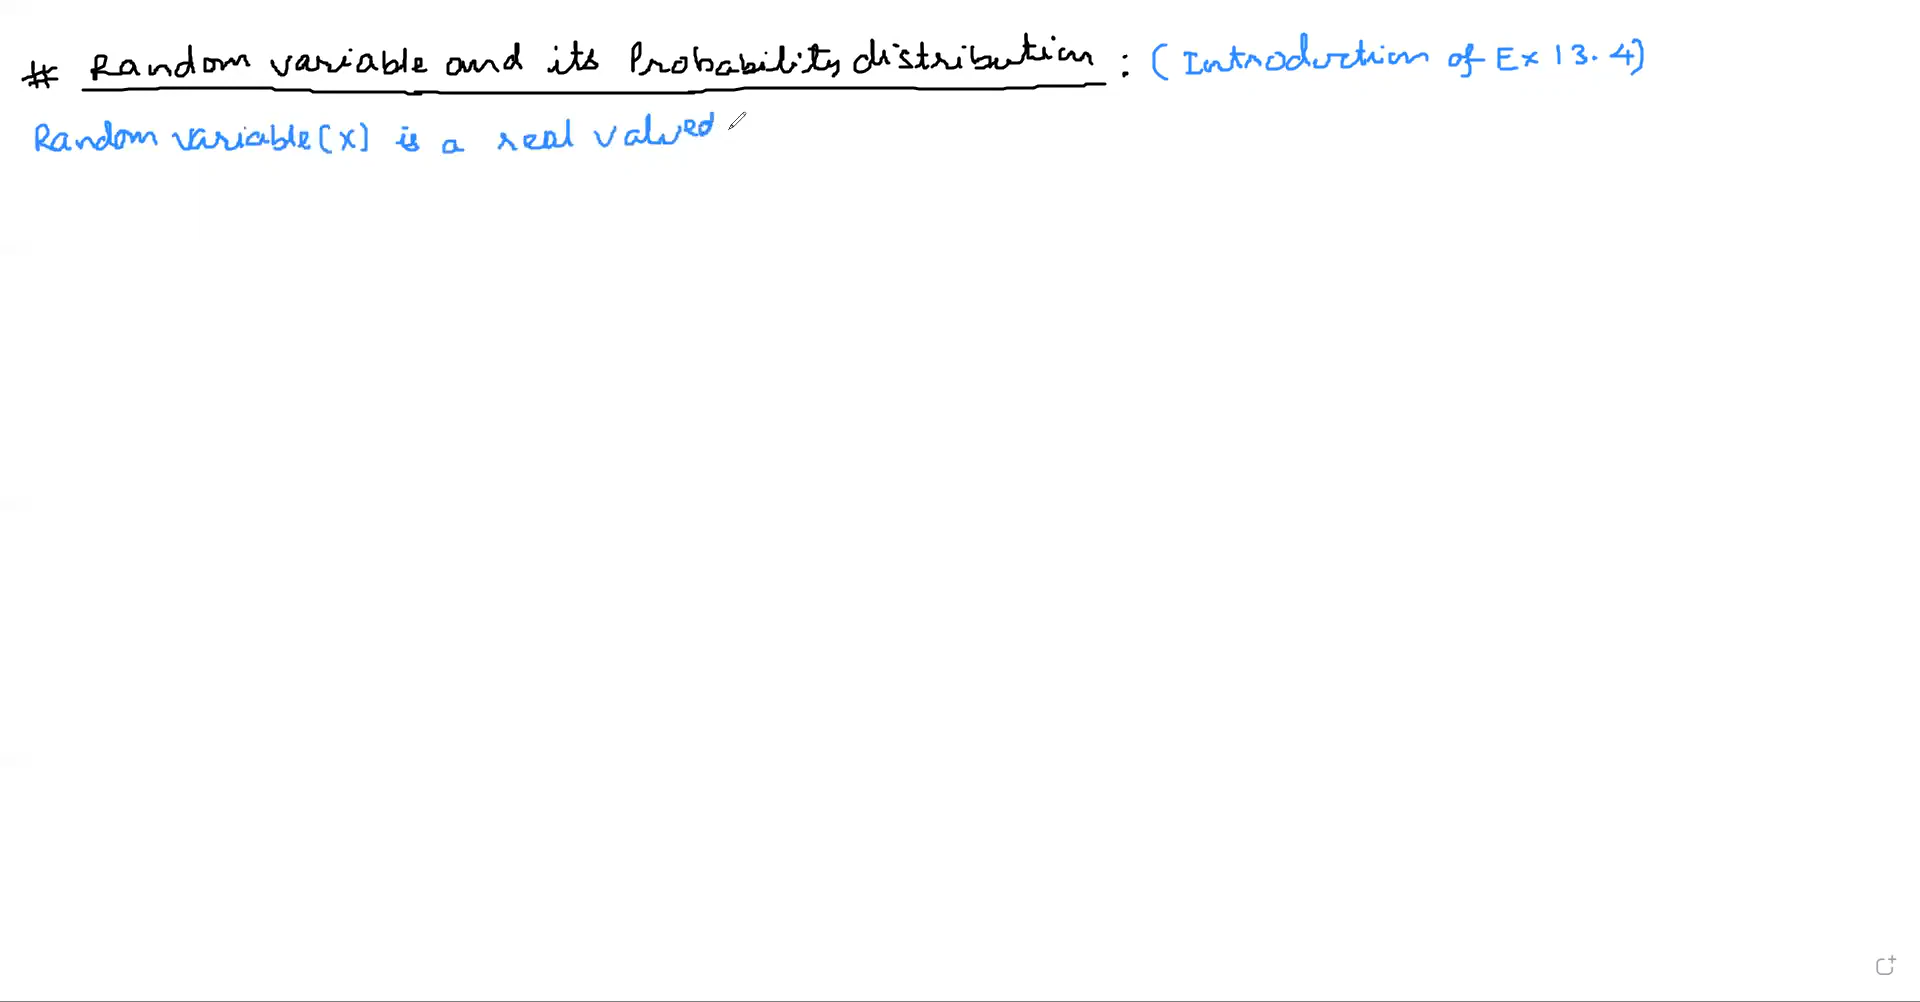 # Random variable and its Probability distribution : (Introduction of Ex 13.4)
Random variable(X) is a real valued